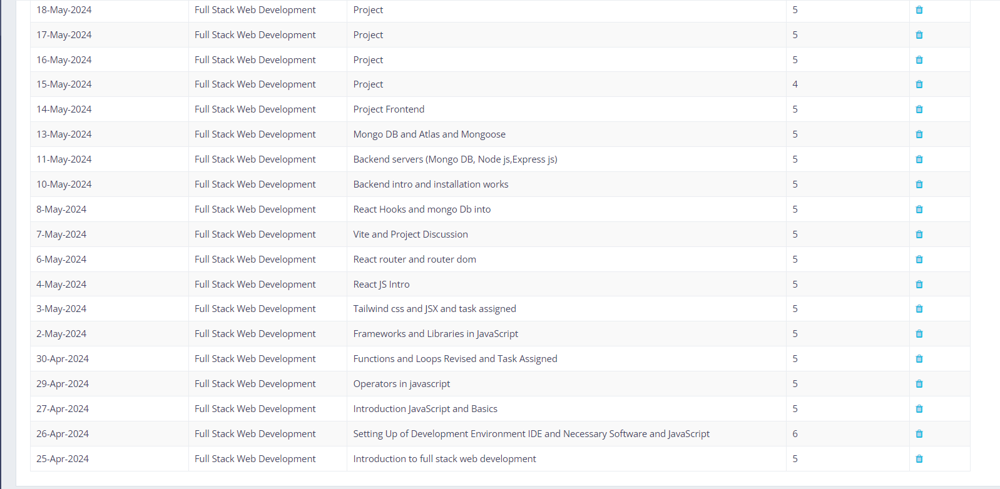 18-May-2024 Full Stack Web Development Project 5
17-May-2024 Full Stack Web Development Project 5
16-May-2024 Full Stack Web Development Project 5
15-May-2024 Full Stack Web Development Project 4
14-May-2024 Full Stack Web Development Project Frontend 5
13-May-2024 Full Stack Web Development Mongo DB and Atlas and Mongoose 5
11-May-2024 Full Stack Web Development Backend servers (Mongo DB, Node js,Express js) 5
10-May-2024 Full Stack Web Development Backend intro and installation works 5
8-May-2024 Full Stack Web Development React Hooks and mongo Db into 5
7-May-2024 Full Stack Web Development Vite and Project Discussion 5
6-May-2024 Full Stack Web Development React router and router dom 5
4-May-2024 Full Stack Web Development React JS Intro 5
3-May-2024 Full Stack Web Development Tailwind css and JSX and task assigned 5
2-May-2024 Full Stack Web Development Frameworks and Libraries in JavaScript 5
30-Apr-2024 Full Stack Web Development Functions and Loops Revised and Task Assigned 5
29-Apr-2024 Full Stack Web Development Operators in javascript 5
27-Apr-2024 Full Stack Web Development Introduction JavaScript and Basics 5
26-Apr-2024 Full Stack Web Development Setting Up of Development Environment IDE and Necessary Software and JavaScript 6
25-Apr-2024 Full Stack Web Development Introduction to full stack web development 5